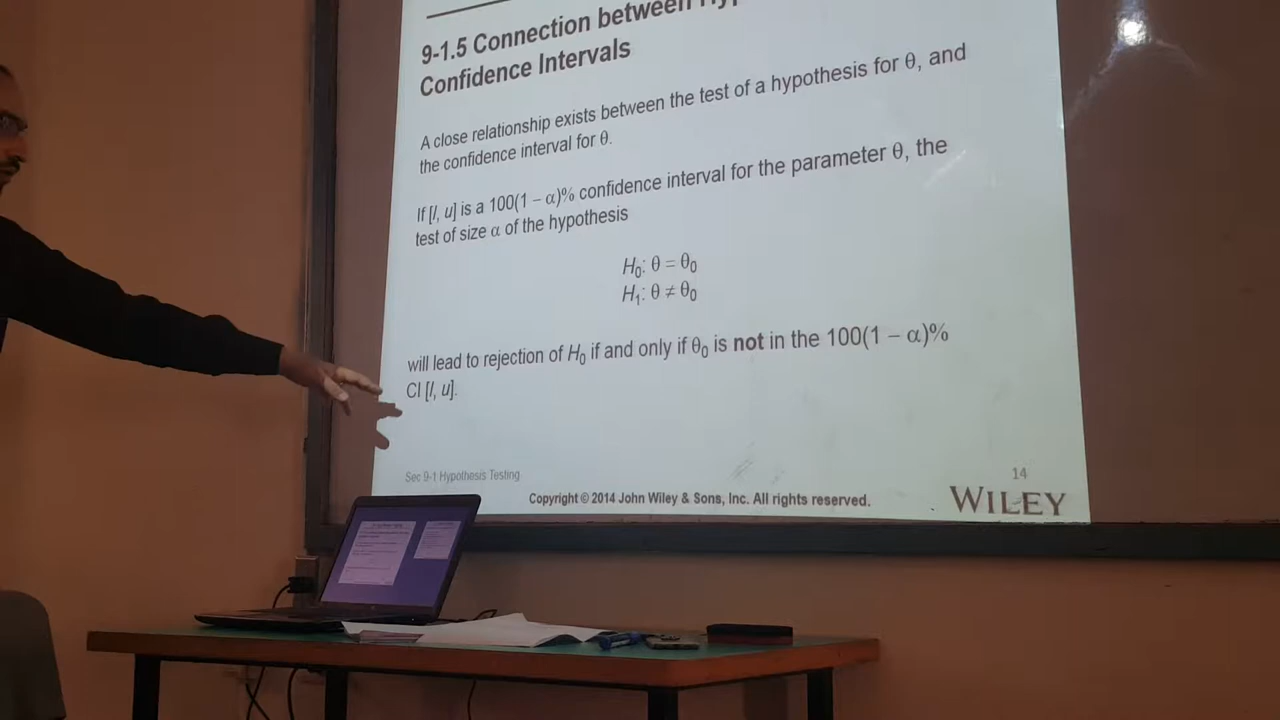 9-1.5 Connection between
Confidence Intervals
A close relationship exists between the test of a hypothesis for θ, and
the confidence interval for θ.
If [l, u] is a 100(1 – α)% confidence interval for the parameter θ, the
test of size α of the hypothesis
H₀: θ = θ₀
H₁: θ ≠ θ₀
will lead to rejection of H₀ if and only if θ₀ is not in the 100(1 – α)%
CI [l, u].
Sec 9-1 Hypothesis Testing
14
Copyright © 2014 John Wiley & Sons, Inc. All rights reserved.
WILEY